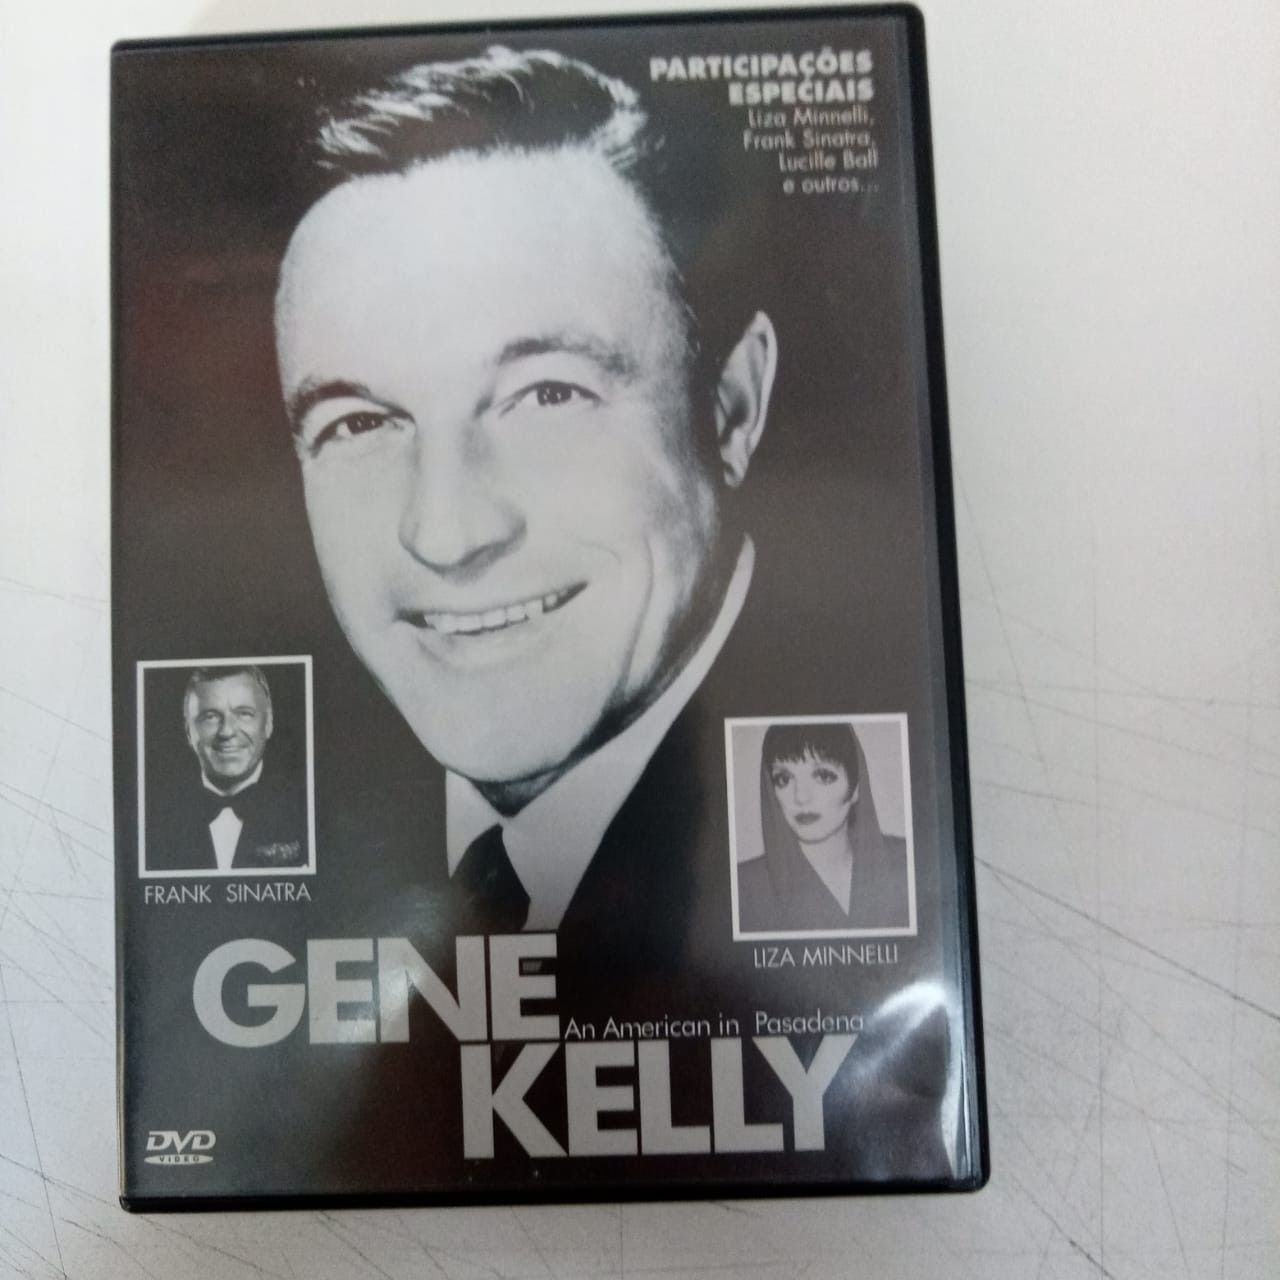 PARTICIPAÇÕES
ESPECIAIS
Liza Minnelli,
Frank Sinatra,
Lucille Ball
e outros...
FRANK SINATRA
LIZA MINNELLI
GENE
An American in Pasadena
KELLY
DVD
VIDEO